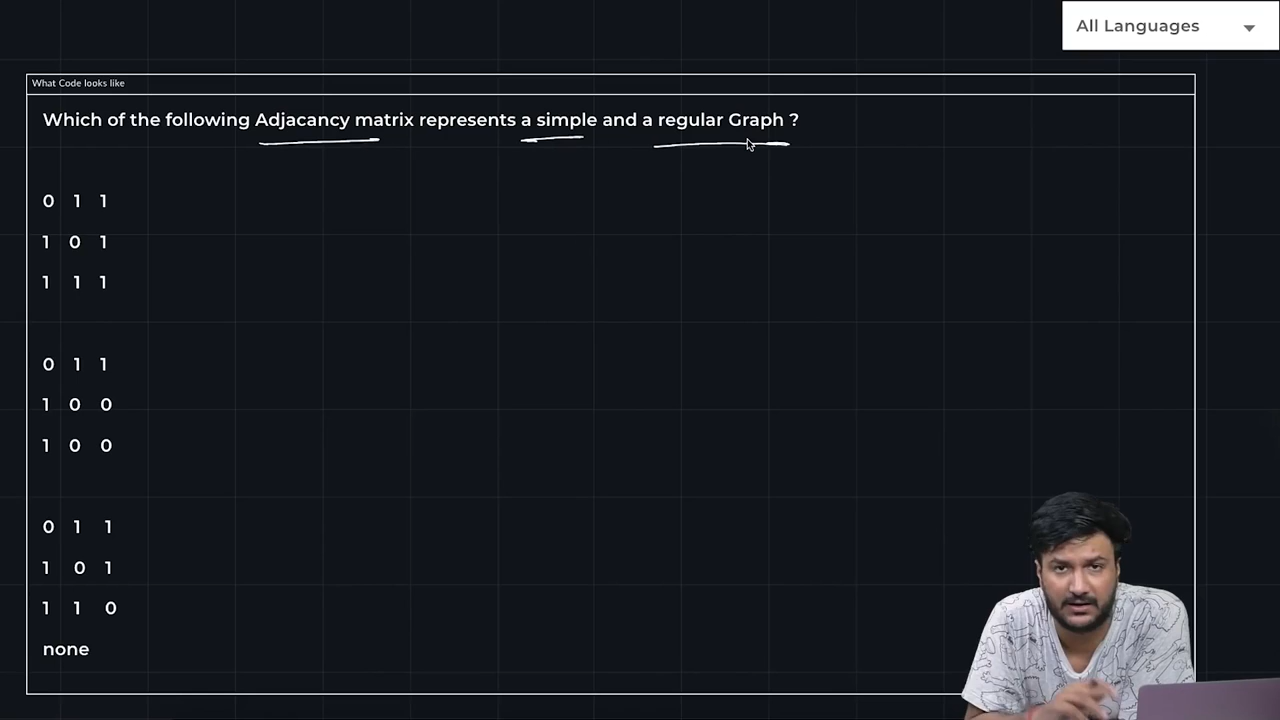 All Languages
What Code looks like
Which of the following Adjacancy matrix represents a simple and a regular Graph ?
0 1 1
1 0 1
1 1 1
0 1 1
1 0 0
1 0 0
0 1 1
1 0 1
1 1 0
none